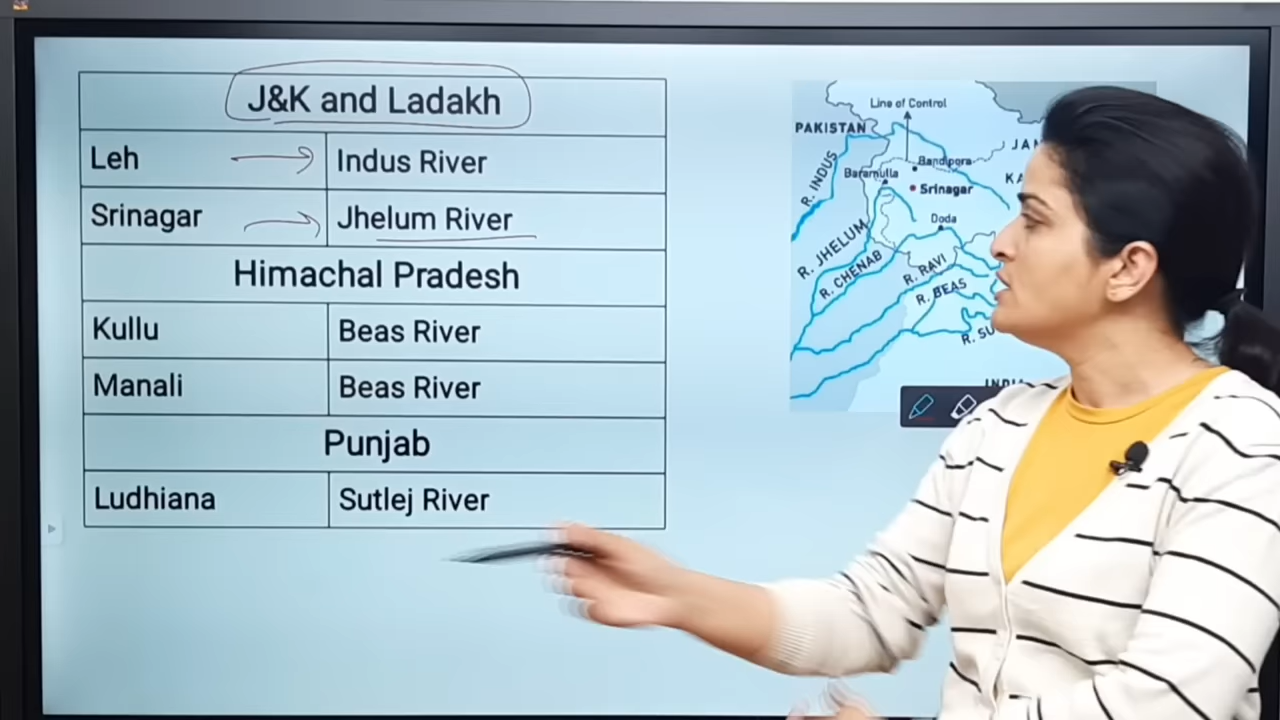 J&K and Ladakh
Leh Indus River
Srinagar Jhelum River
Himachal Pradesh
Kullu Beas River
Manali Beas River
Punjab
Ludhiana Sutlej River
Line of Control
PAKISTAN
R. INDUS
Bandipora
Baramulla
Srinagar
Doda
R. JHELUM
R. CHENAB
R. RAVI
R. BEAS